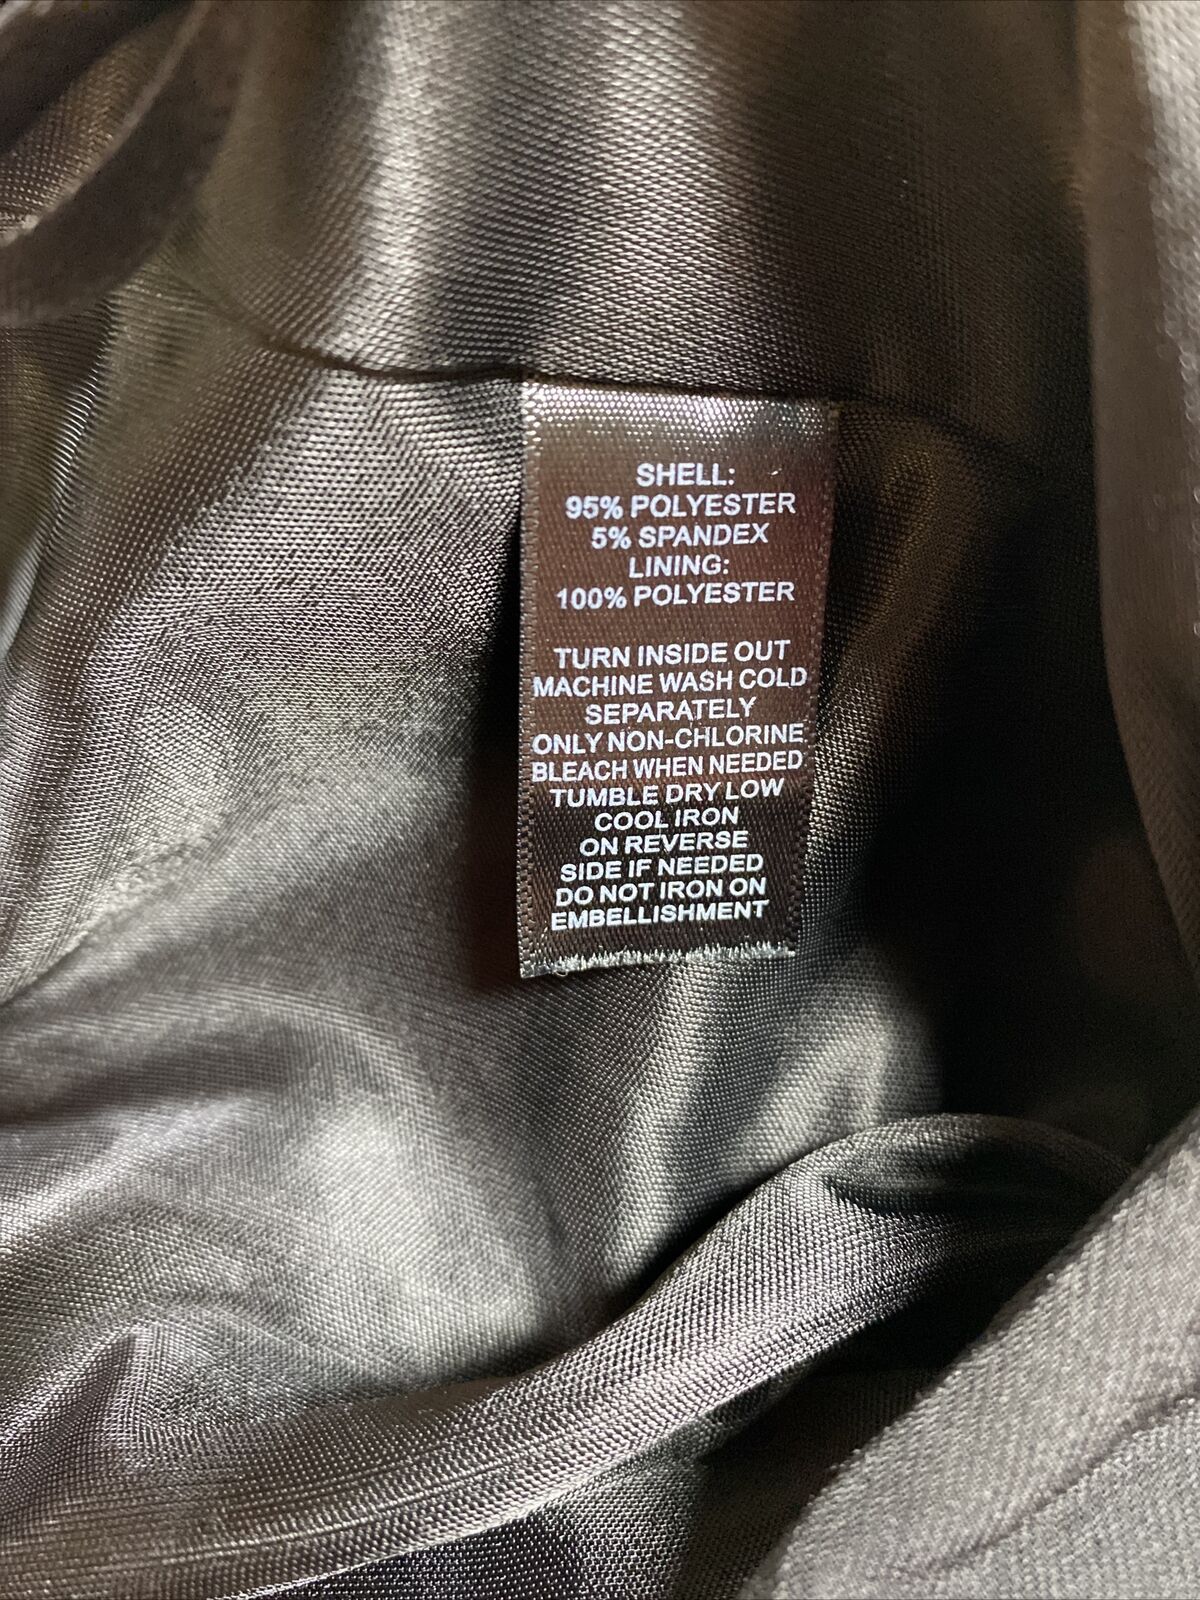 SHELL:
95% POLYESTER
5% SPANDEX
LINING:
100% POLYESTER
TURN INSIDE OUT
MACHINE WASH COLD
SEPARATELY
ONLY NON-CHLORINE
BLEACH WHEN NEEDED
TUMBLE DRY LOW
COOL IRON
ON REVERSE
SIDE IF NEEDED
DO NOT IRON ON
EMBELLISHMENT